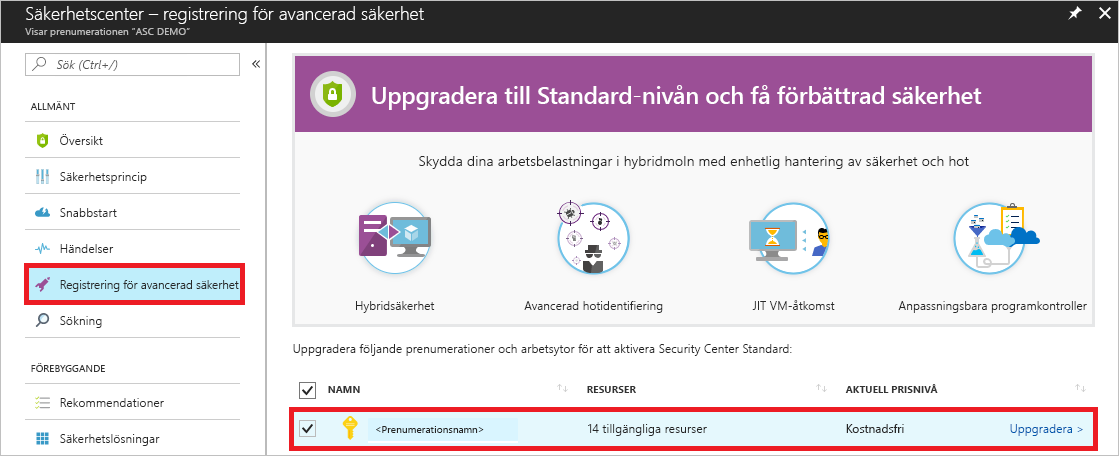 Säkerhetscenter – registrering för avancerad säkerhet
Visar prenumerationen "ASC DEMO"
Sök (Ctrl+/)
ALLMÄNT
Översikt
Säkerhetsprincip
Snabbstart
Händelser
Registrering för avancerad säkerhet
Sökning
FÖREBYGGANDE
Rekommendationer
Säkerhetslösningar
Uppgradera till Standard-nivån och få förbättrad säkerhet
Skydda dina arbetsbelastningar i hybridmoln med enhetlig hantering av säkerhet och hot
Hybridsäkerhet
Avancerad hotidentifiering
JIT VM-åtkomst
Anpassningsbara programkontroller
Uppgradera följande prenumerationer och arbetsytor för att aktivera Security Center Standard:
NAMN RESURSER AKTUELL PRISNIVÅ
<Prenumerationsnamn> 14 tillgängliga resurser Kostnadsfri Uppgradera >